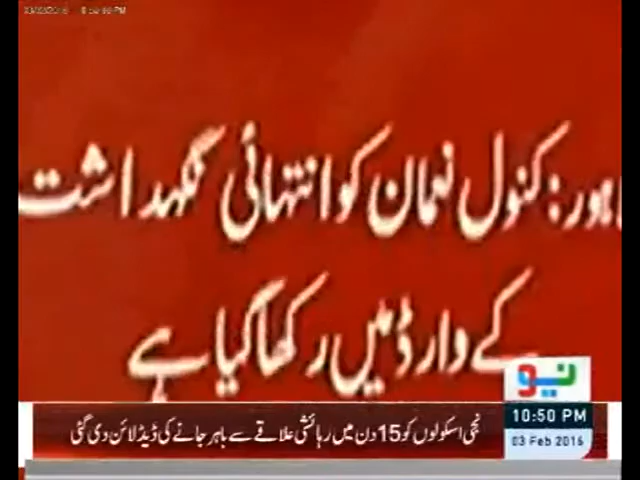 لاہور: کنول نعمان کو انتہائی نگہداشت
کے وارڈ میں رکھا گیا ہے
نیو
10:50 PM
نجی اسکولوں کو 15 دن میں رہائشی علاقے سے باہر جانے کی ڈیڈ لائن دی گئی
03 Feb 2016